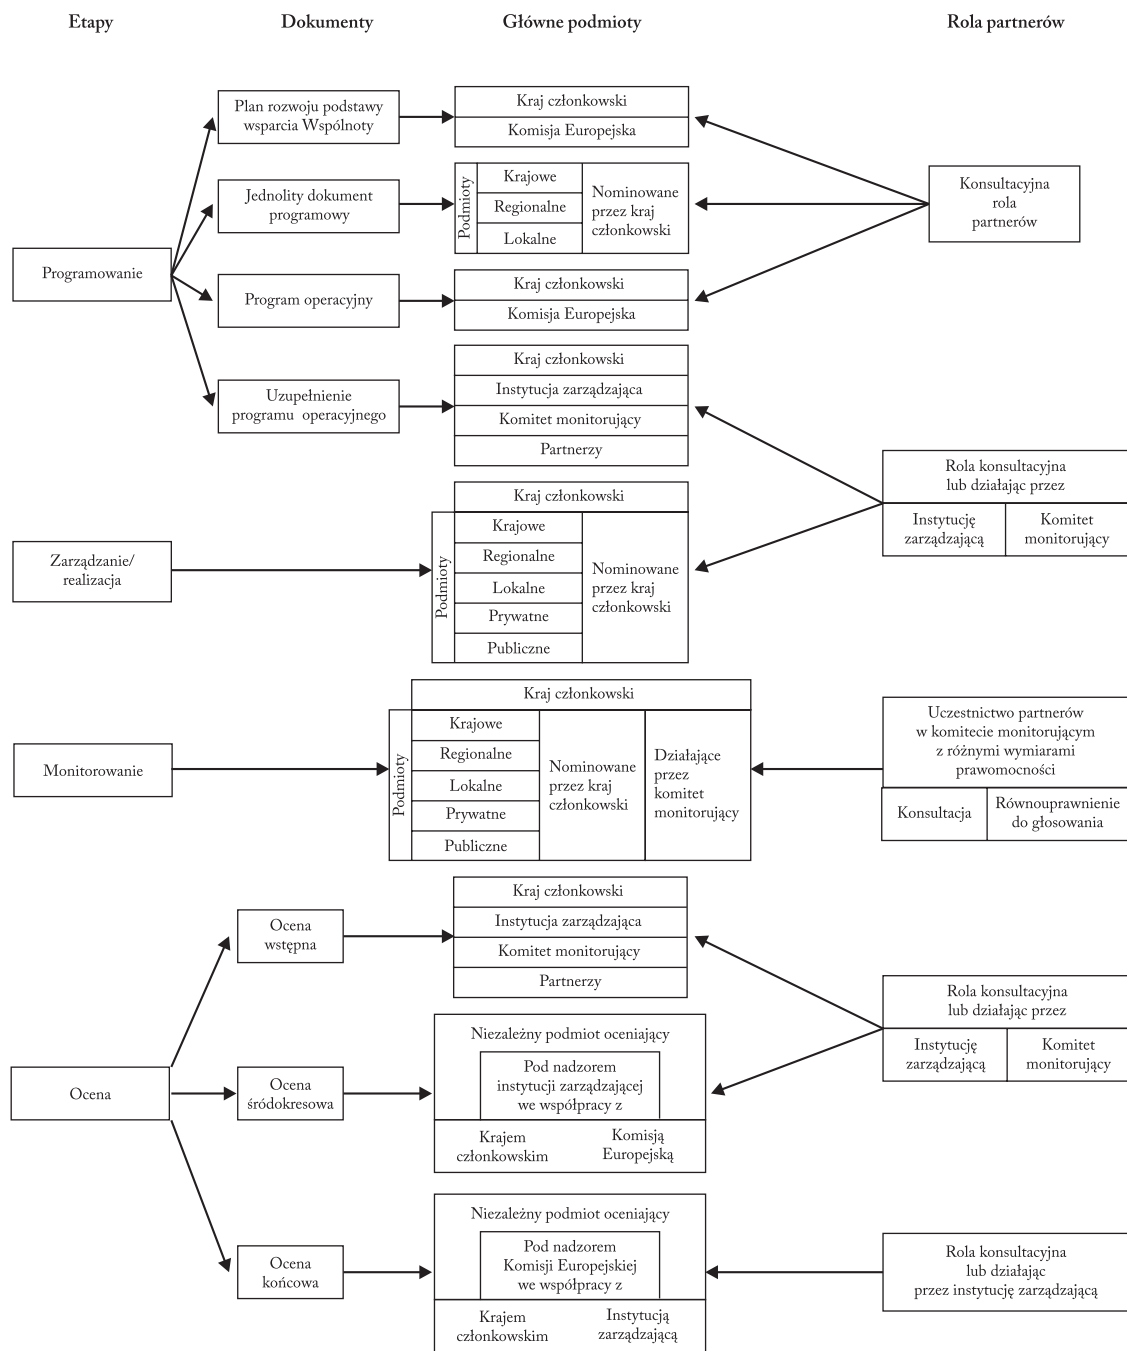 Etapy
Dokumenty
Główne podmioty
Rola partnerów
Programowanie
Plan rozwoju podstawy
wsparcia Wspólnoty
Kraj członkowski
Komisja Europejska
Jednolity dokument
programowy
Podmioty
Krajowe
Regionalne
Lokalne
Nominowane
przez kraj
członkowski
Konsultacyjna
rola
partnerów
Program operacyjny
Kraj członkowski
Komisja Europejska
Uzupełnienie
programu operacyjnego
Kraj członkowski
Instytucja zarządzająca
Komitet monitorujący
Partnerzy
Rola konsultacyjna
lub działając przez
Instytucję
zarządzającą
Komitet
monitorujący
Zarządzanie/
realizacja
Kraj członkowski
Podmioty
Krajowe
Regionalne
Lokalne
Prywatne
Publiczne
Nominowane
przez kraj
członkowski
Monitorowanie
Kraj członkowski
Podmioty
Krajowe
Regionalne
Lokalne
Prywatne
Publiczne
Nominowane
przez kraj
członkowski
Działające
przez
komitet
monitorujący
Uczestnictwo partnerów
w komitecie monitorującym
z różnymi wymiarami
prawomocności
Konsultacja
Równouprawnienie
do głosowania
Ocena
Ocena
wstępna
Kraj członkowski
Instytucja zarządzająca
Komitet monitorujący
Partnerzy
Rola konsultacyjna
lub działając przez
Instytucję
zarządzającą
Komitet
monitorujący
Ocena
śródokresowa
Niezależny podmiot oceniający
Pod nadzorem
instytucji zarządzającej
we współpracy z
Krajem
członkowskim
Komisją
Europejską
Ocena
końcowa
Niezależny podmiot oceniający
Pod nadzorem
Komisji Europejskiej
we współpracy z
Krajem
członkowskim
Instytucją
zarządzającą
Rola konsultacyjna
lub działając
przez instytucję zarządzającą